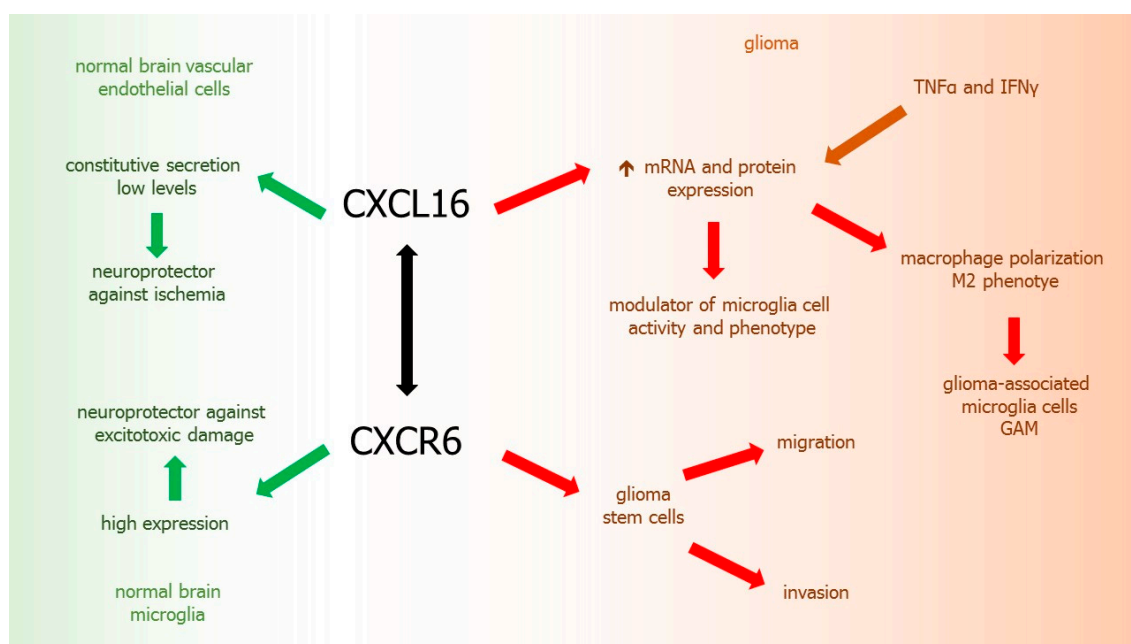 normal brain vascular
endothelial cells
constitutive secretion
low levels
neuroprotector
against ischemia
CXCL16
CXCR6
neuroprotector against
excitotoxic damage
high expression
normal brain
microglia
glioma
TNFα and IFNγ
↑ mRNA and protein
expression
modulator of microglia cell
activity and phenotype
macrophage polarization
M2 phenotye
glioma-associated
microglia cells
GAM
glioma
stem cells
migration
invasion